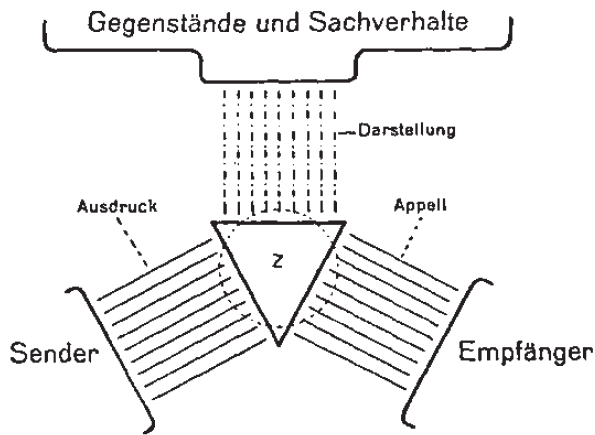 Gegenstände und Sachverhalte
Darstellung
Ausdruck
Appell
Z
Sender
Empfänger